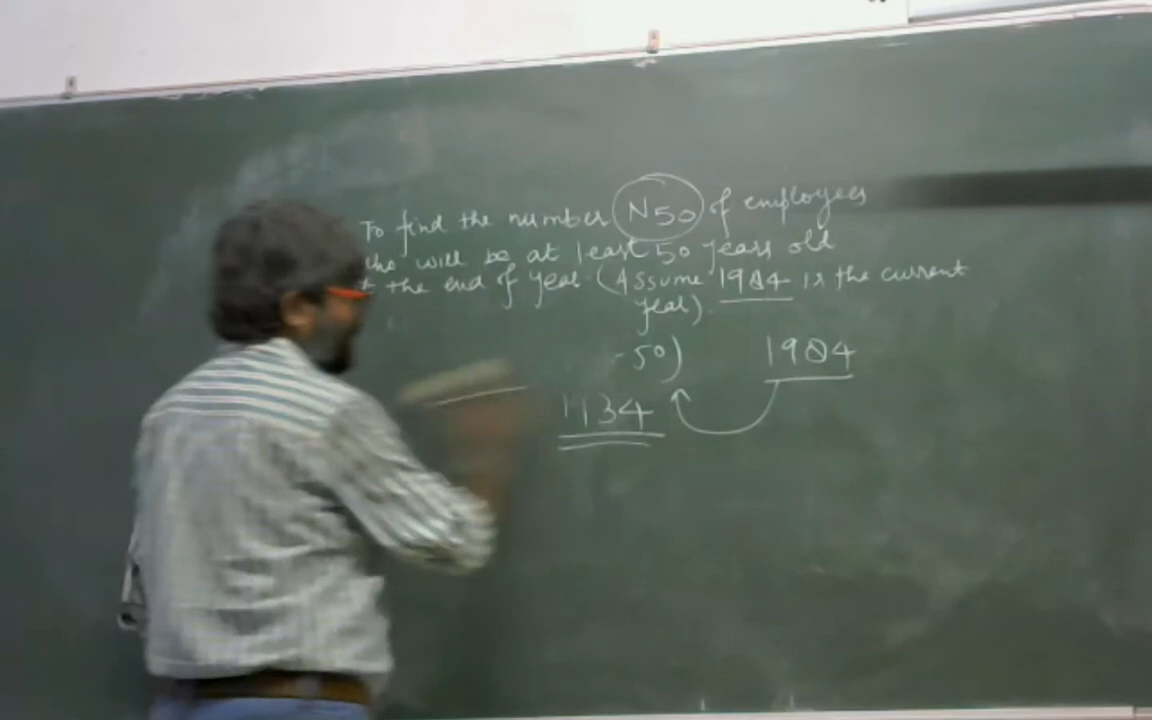 To find the number N50 of employees
who will be at least 50 years old
t the end of year (Assume 1984 is the current
year).
-50) 1984
1934